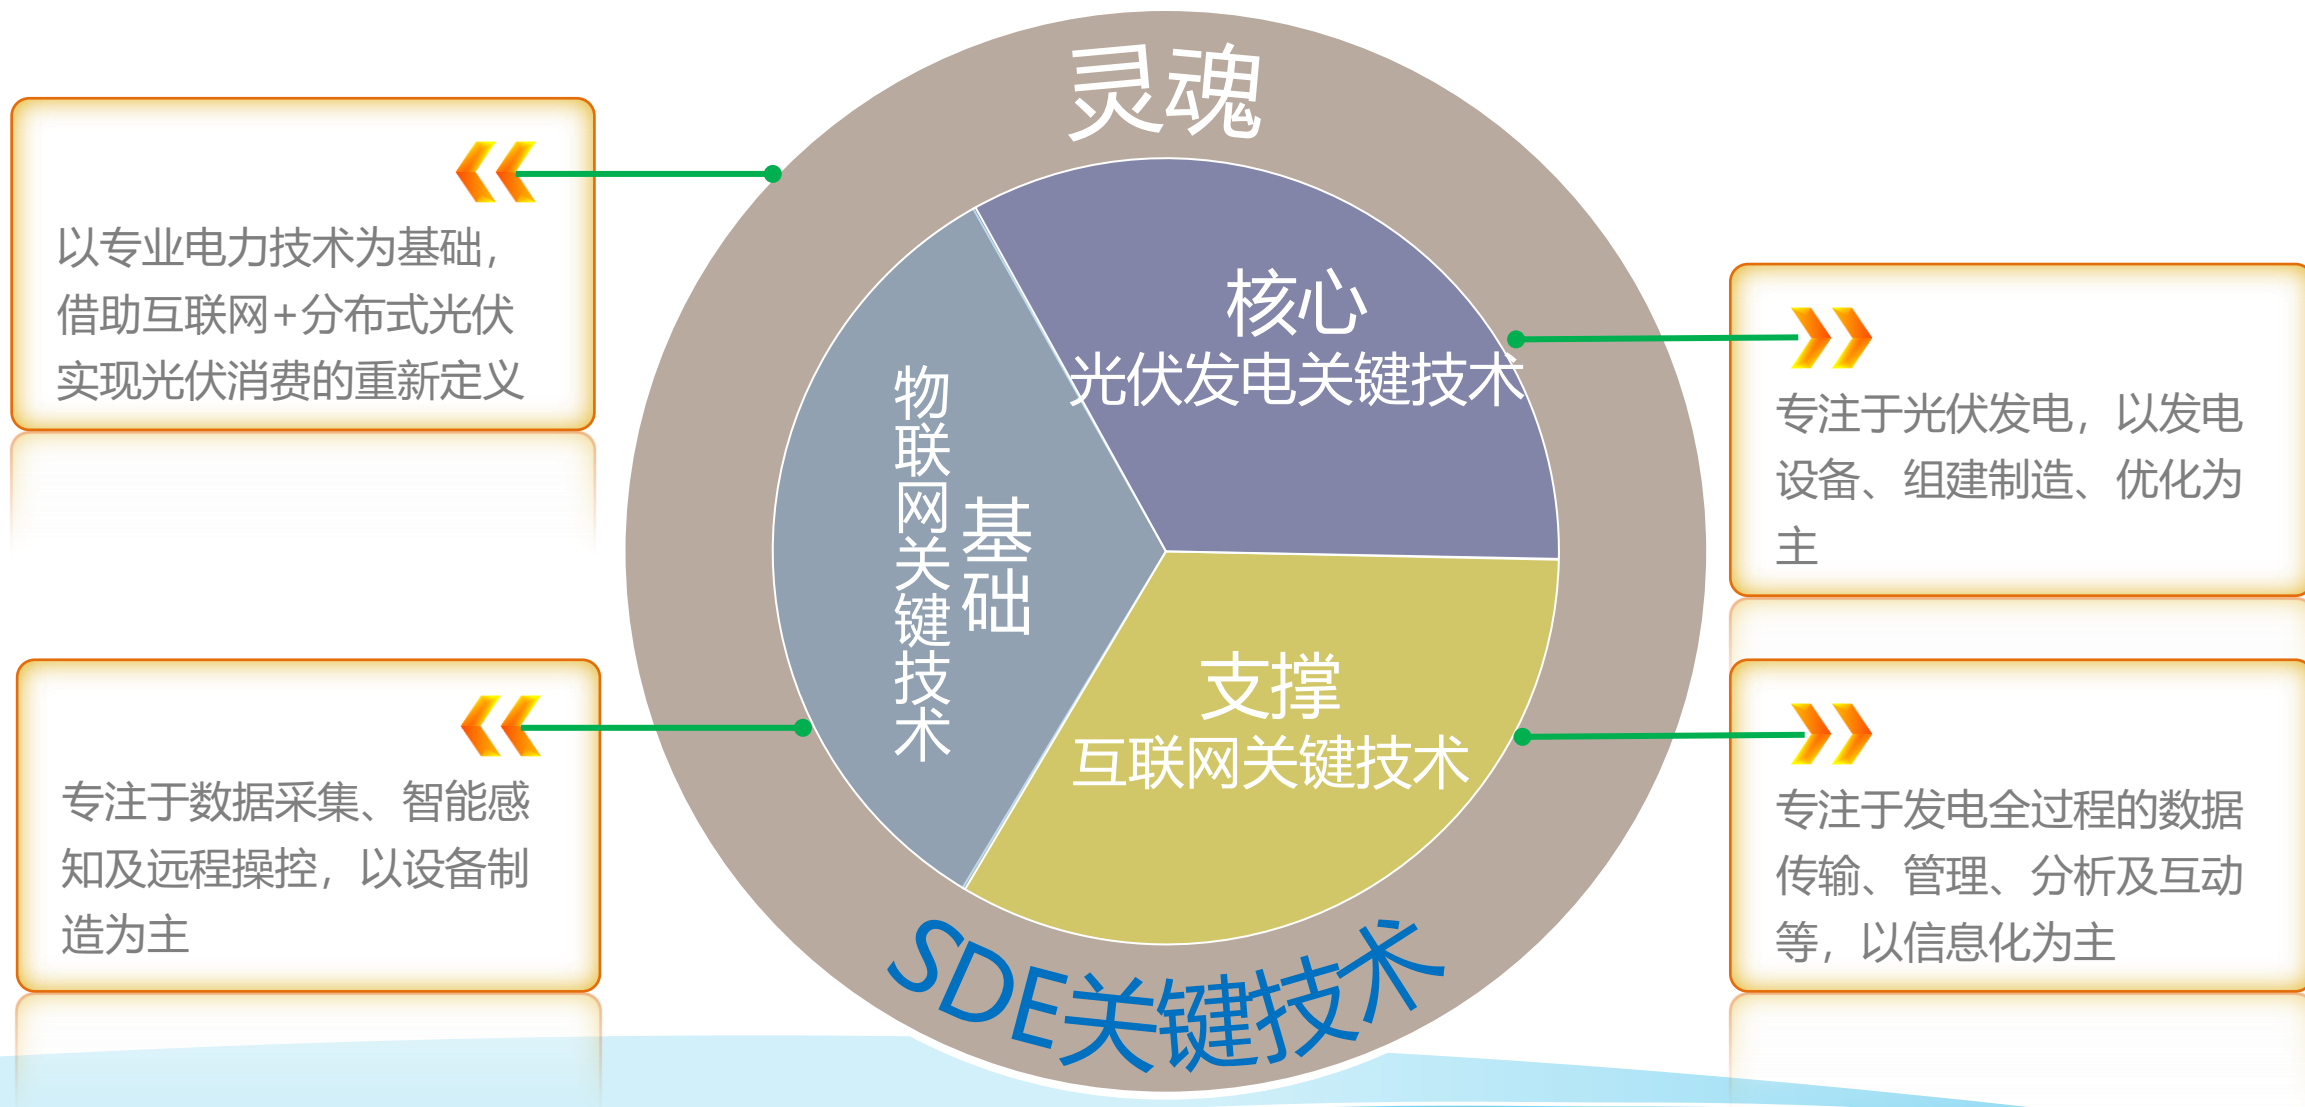 灵魂
以专业电力技术为基础，
借助互联网+分布式光伏
实现光伏消费的重新定义
核心
光伏发电关键技术
专注于光伏发电，以发电
设备、组建制造、优化为
主
物联网关键技术
基础
专注于数据采集、智能感
知及远程操控，以设备制
造为主
支撑
互联网关键技术
专注于发电全过程的数据
传输、管理、分析及互动
等，以信息化为主
SDE关键技术